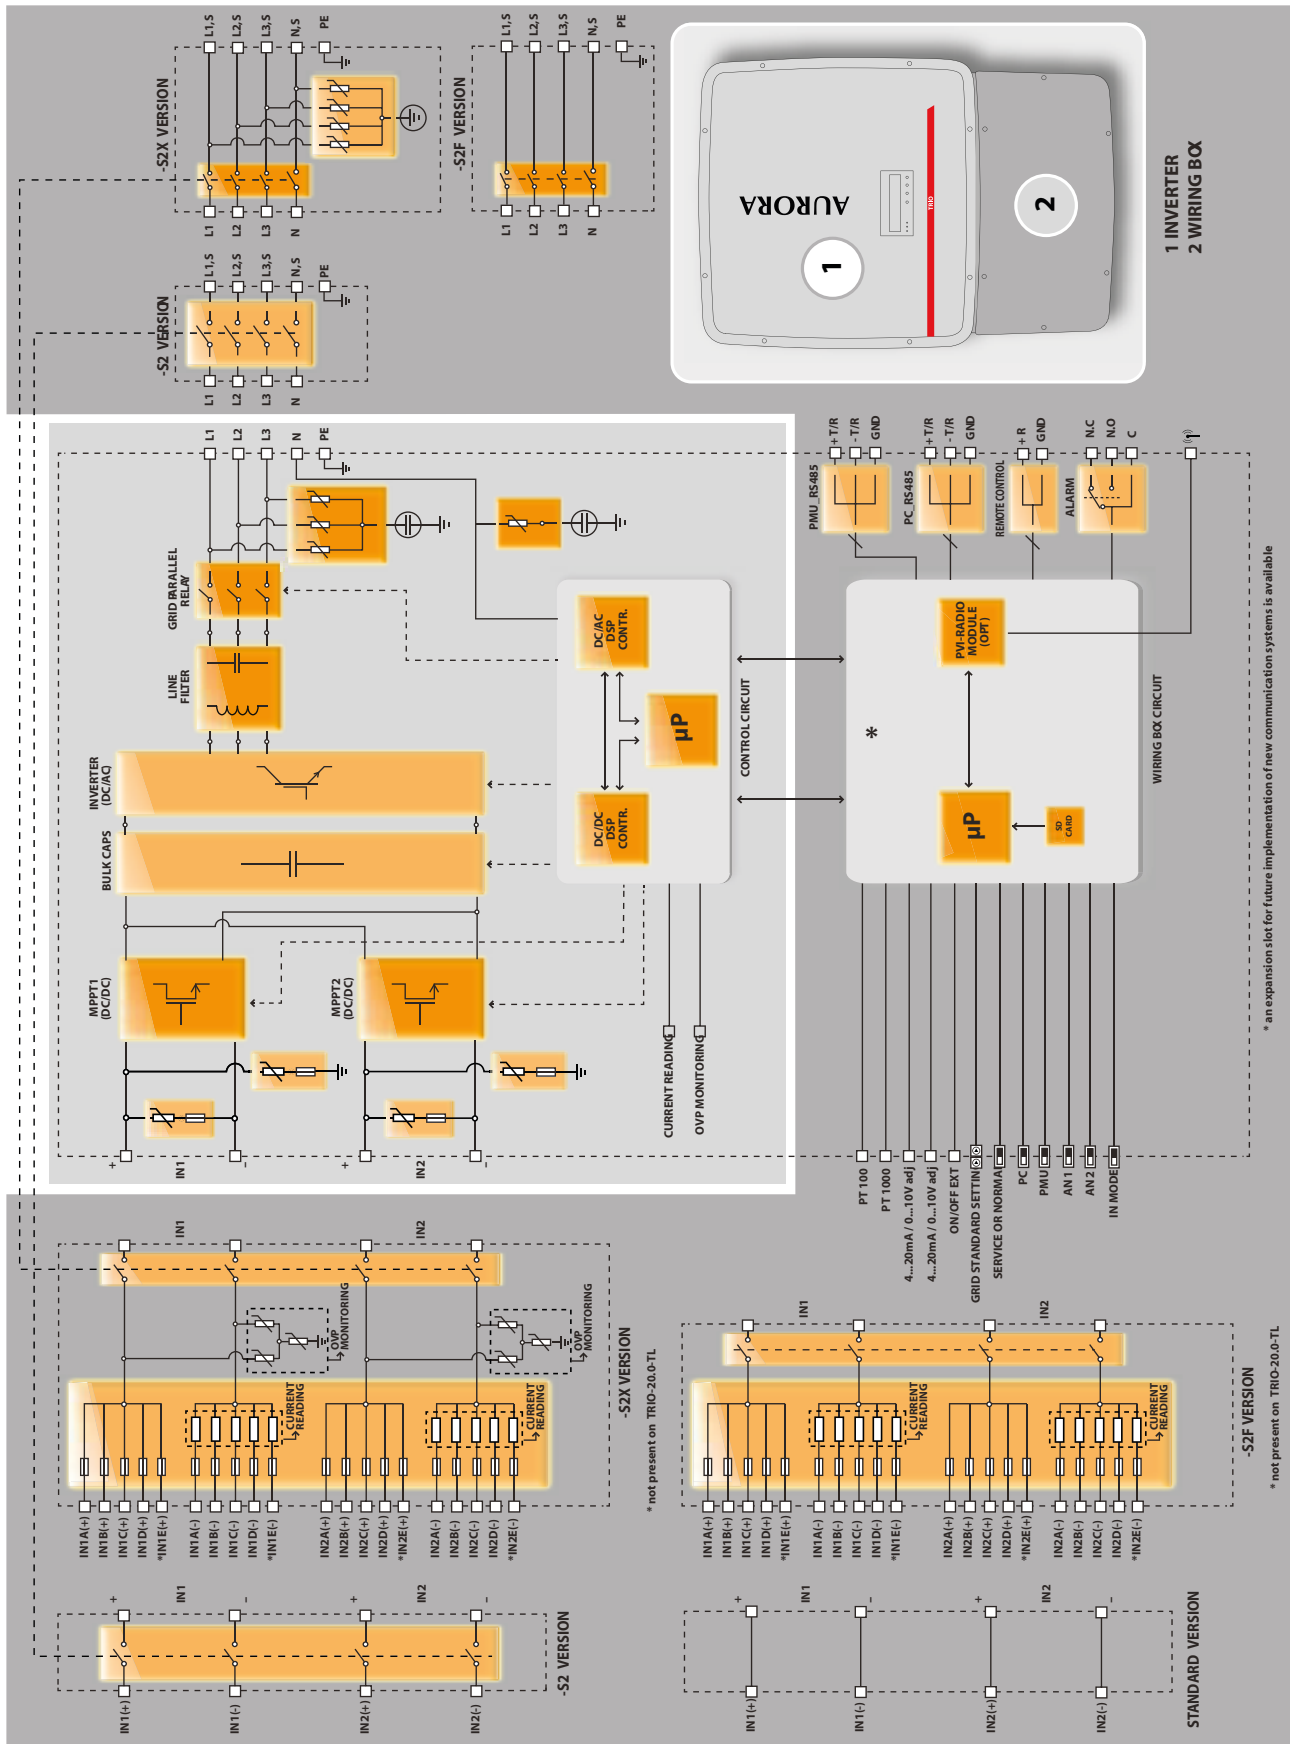 -S2 VERSION
IN1(+)
IN1(-)
IN2(+)
IN2(-)
+
IN1
-
+
IN2
-
-S2X VERSION
IN1A(+)
IN1B(+)
IN1C(+)
IN1D(+)
*IN1E(+)
IN1A(-)
IN1B(-)
IN1C(-)
IN1D(-)
*IN1E(-)
IN2A(+)
IN2B(+)
IN2C(+)
IN2D(+)
*IN2E(+)
IN2A(-)
IN2B(-)
IN2C(-)
IN2D(-)
*IN2E(-)
CURRENT
READING
CURRENT
READING
OVP
MONITORING
OVP
MONITORING
IN1
IN2
* not present on TRIO-20.0-TL
+
IN1
-
+
IN2
-
MPPT1
(DC/DC)
MPPT2
(DC/DC)
BULK CAPS
INVERTER
(DC/AC)
LINE
FILTER
GRID PARALLEL
RELAY
L1
L2
L3
N
PE
CURRENT READING
OVP MONITORING
DC/DC
DSP
CONTR.
DC/AC
DSP
CONTR.
µP
CONTROL CIRCUIT
-S2 VERSION
L1
L2
L3
N
L1,S
L2,S
L3,S
N,S
PE
-S2X VERSION
L1
L2
L3
N
L1,S
L2,S
L3,S
N,S
PE
-S2F VERSION
L1
L2
L3
N
L1,S
L2,S
L3,S
N,S
PE
STANDARD VERSION
IN1(+)
IN1(-)
IN2(+)
IN2(-)
+
IN1
-
+
IN2
-
-S2F VERSION
IN1A(+)
IN1B(+)
IN1C(+)
IN1D(+)
*IN1E(+)
IN1A(-)
IN1B(-)
IN1C(-)
IN1D(-)
*IN1E(-)
IN2A(+)
IN2B(+)
IN2C(+)
IN2D(+)
*IN2E(+)
IN2A(-)
IN2B(-)
IN2C(-)
IN2D(-)
*IN2E(-)
CURRENT
READING
CURRENT
READING
IN1
IN2
* not present on TRIO-20.0-TL
PT 100
PT 1000
4...20mA / 0...10V adj
4...20mA / 0...10V adj
ON/OFF EXT
GRID STANDARD SETTIN
SERVICE OR NORMA
PC
PMU
AN1
AN2
IN MODE
µP
SD
CARD
PVI-RADIO
MODULE
(OPT)
*
WIRING BOX CIRCUIT
PMU_RS485
+T/R
-T/R
GND
PC_RS485
+T/R
-T/R
GND
REMOTE CONTROL
+R
GND
ALARM
N.C
N.O
C
* an expansion slot for future implementation of new communication systems is available
AURORA
TRIO
1
2
1 INVERTER
2 WIRING BOX